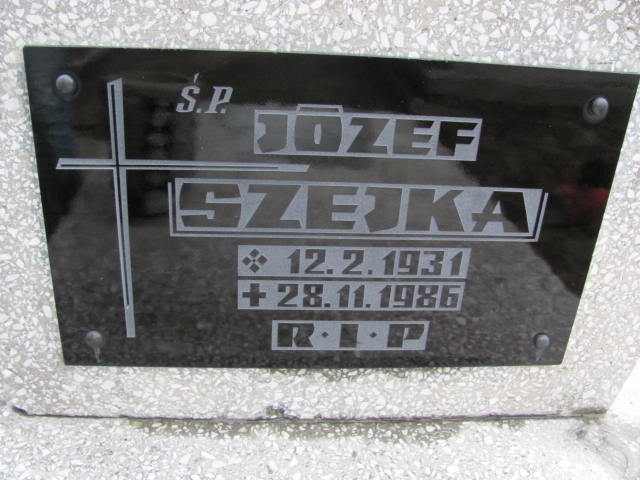 Ś.P.
JÓZEF
SZEJKA
12.2.1931
28.11.1986
R·I·P